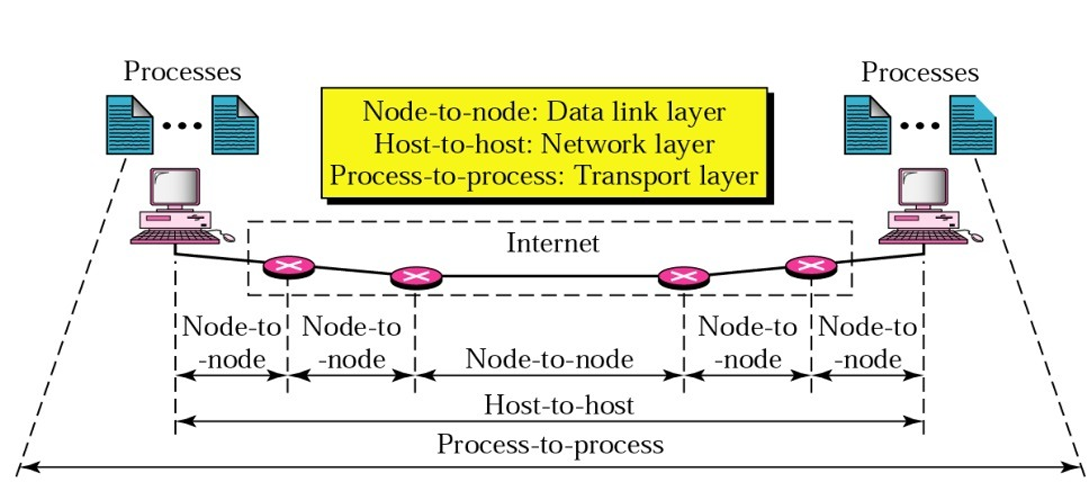 Processes
Processes
Node-to-node: Data link layer
Host-to-host: Network layer
Process-to-process: Transport layer
Internet
Node-to
-node
Node-to
-node
Node-to-node
Node-to
-node
Node-to
-node
Host-to-host
Process-to-process